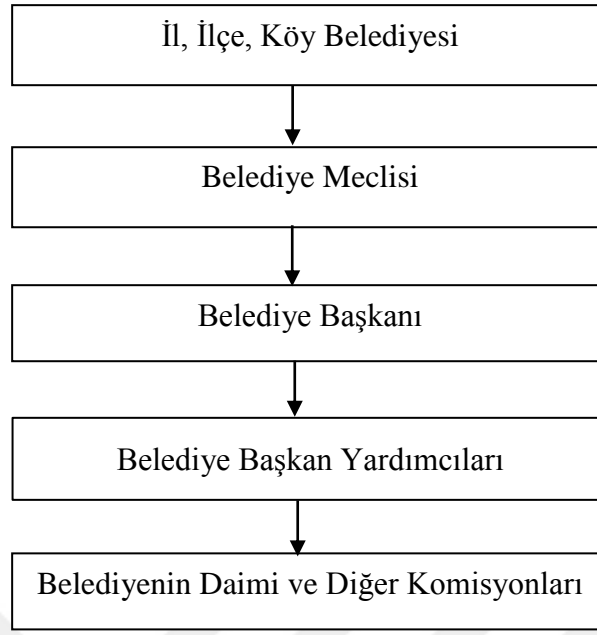 İl, İlçe, Köy Belediyesi
Belediye Meclisi
Belediye Başkanı
Belediye Başkan Yardımcıları
Belediyenin Daimi ve Diğer Komisyonları